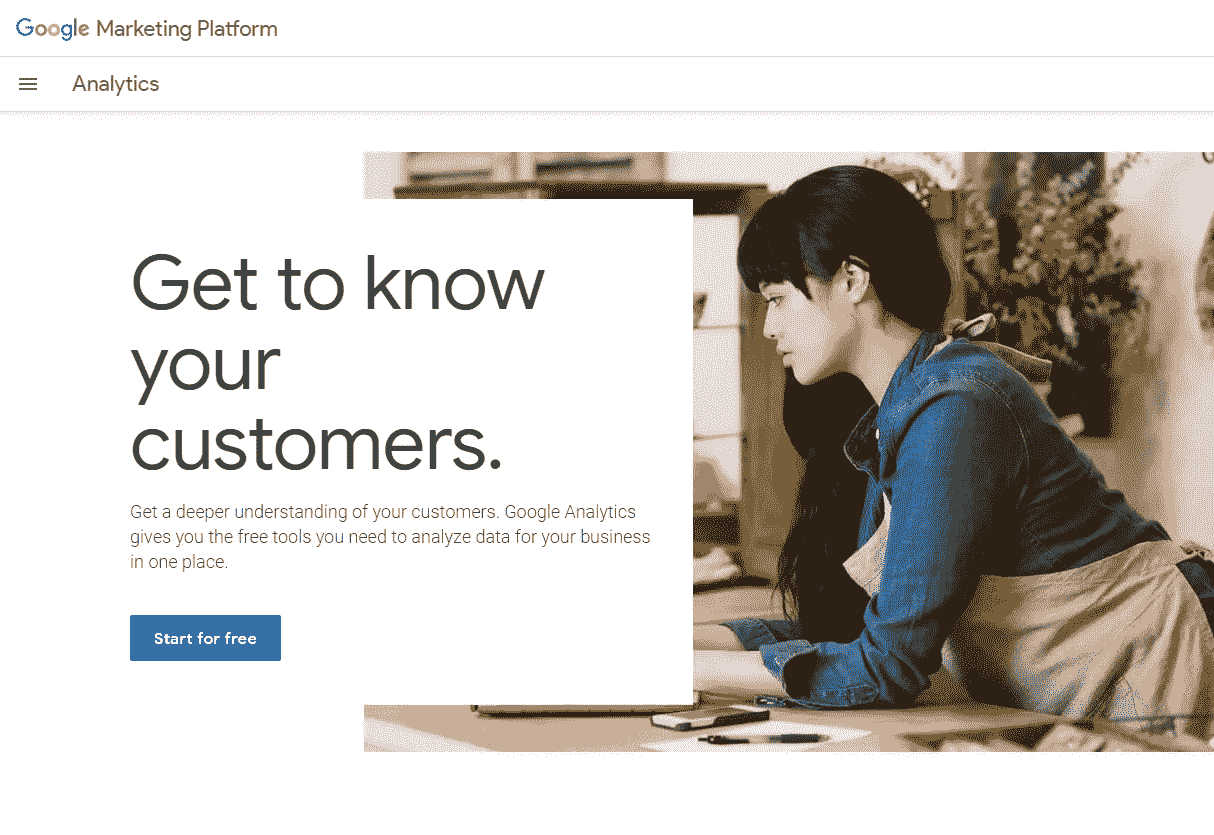 Google Marketing Platform
Analytics
Get to know
your
customers.
Get a deeper understanding of your customers. Google Analytics
gives you the free tools you need to analyze data for your business
in one place.
Start for free